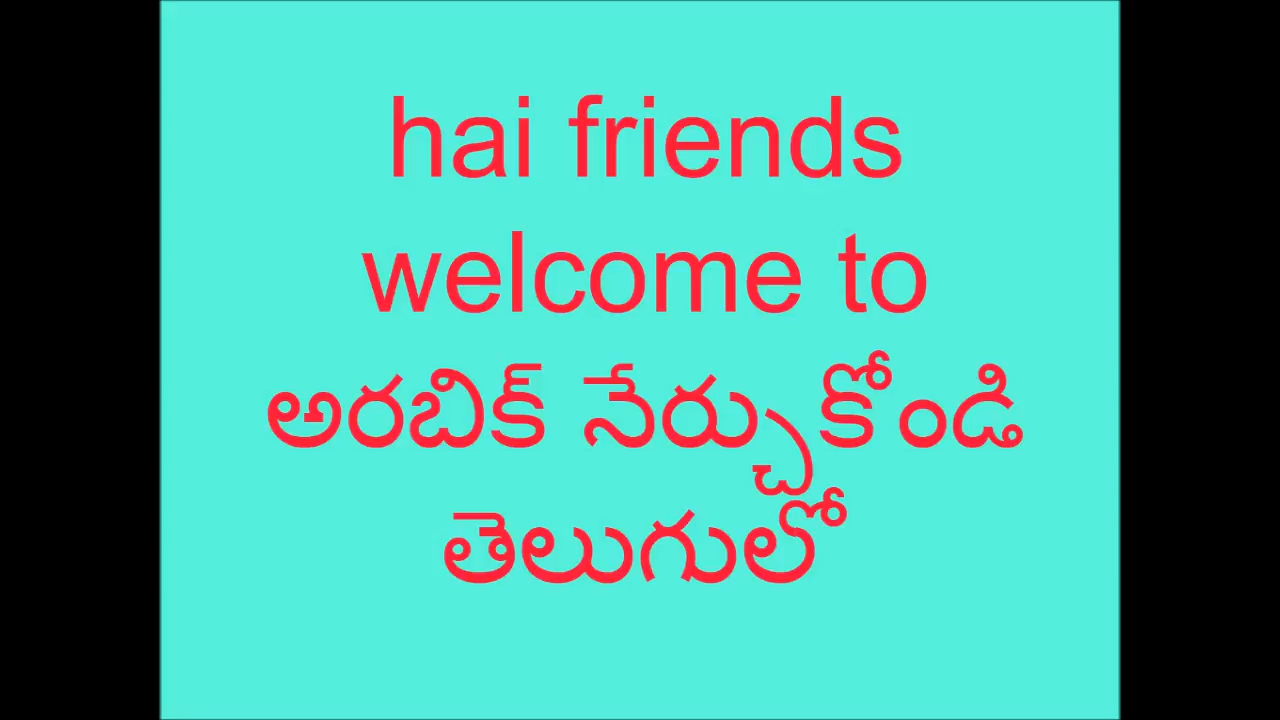 hai friends
welcome to
అరబిక్ నేర్చుకోండి
తెలుగులో